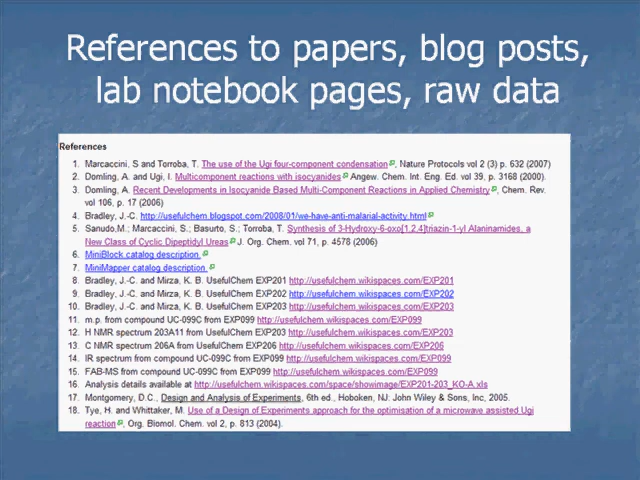 References to papers, blog posts,
lab notebook pages, raw data
References
1. Marcaccini, S and Torroba, T. The use of the Ugi four-component condensation, Nature Protocols vol 2 (3) p. 632 (2007)
2. Domling, A. and Ugi, I. Multicomponent reactions with isocyanides Angew. Chem. Int. Eng. Ed. vol 39, p. 3168 (2000).
3. Domling, A. Recent Developments in Isocyanide Based Multi-Component Reactions in Applied Chemistry, Chem. Rev.
vol 106, p. 17 (2006)
4. Bradley, J.-C. http://usefulchem.blogspot.com/2008/01/we-have-anti-malarial-activity.html
5. Sanudo,M.; Marcaccini, S.; Basurto, S.; Torroba, T. Synthesis of 3-Hydroxy-6-oxo[1,2,4]triazin-1-yl Alaninamides, a
New Class of Cyclic Dipeptidyl Ureas J. Org. Chem. vol 71, p. 4578 (2006)
6. MiniBlock catalog description
7. MiniMapper catalog description
8. Bradley, J.-C. and Mirza, K. B. UsefulChem EXP201 http://usefulchem.wikispaces.com/EXP201
9. Bradley, J.-C. and Mirza, K. B. UsefulChem EXP202 http://usefulchem.wikispaces.com/EXP202
10. Bradley, J.-C. and Mirza, K. B. UsefulChem EXP203 http://usefulchem.wikispaces.com/EXP203
11. m.p. from compound UC-099C from EXP099 http://usefulchem.wikispaces.com/EXP099
12. H NMR spectrum 203A11 from UsefulChem EXP203 http://usefulchem.wikispaces.com/EXP203
13. C NMR spectrum 206A from UsefulChem EXP206 http://usefulchem.wikispaces.com/EXP206
14. IR spectrum from compound UC-099C from EXP099 http://usefulchem.wikispaces.com/EXP099
15. FAB-MS from compound UC-099C from EXP099 http://usefulchem.wikispaces.com/EXP099
16. Analysis details available at http://usefulchem.wikispaces.com/space/showimage/EXP201-203_KO-A.xls
17. Montgomery, D.C., Design and Analysis of Experiments, 6th ed., Hoboken, NJ: John Wiley & Sons, Inc, 2005.
18. Tye, H. and Whittaker, M. Use of a Design of Experiments approach for the optimisation of a microwave assisted Ugi
reaction, Org. Biomol. Chem. vol 2, p. 813 (2004).